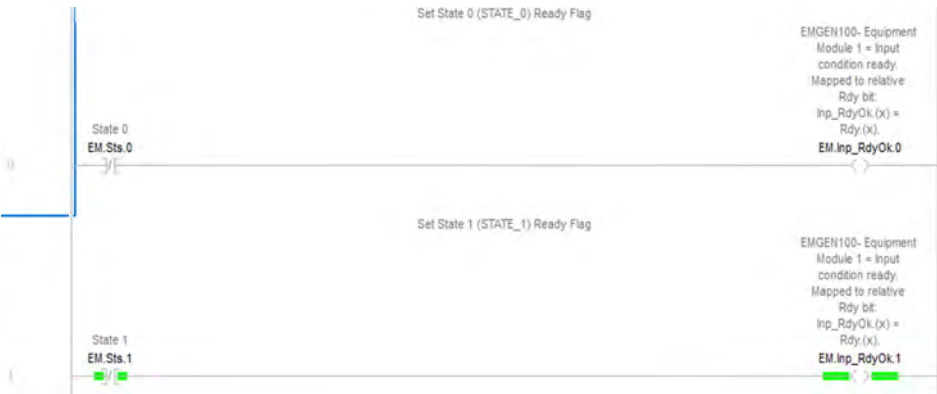 Set State 0 (STATE_0) Ready Flag
EMGEN100- Equipment
Module 1 = Input
condition ready.
Mapped to relative
Rdy bit:
Inp_RdyOk.(x) =
Rdy.(x).
State 0
EM.Sts.0
EM.Inp_RdyOk.0
0
Set State 1 (STATE_1) Ready Flag
EMGEN100- Equipment
Module 1 = Input
condition ready.
Mapped to relative
Rdy bit:
Inp_RdyOk.(x) =
Rdy.(x).
State 1
EM.Sts.1
EM.Inp_RdyOk.1
1